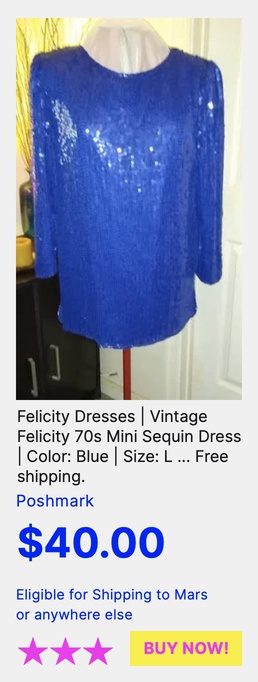 Felicity Dresses | Vintage
Felicity 70s Mini Sequin Dress
| Color: Blue | Size: L ... Free
shipping.
Poshmark
$40.00
Eligible for Shipping to Mars
or anywhere else
BUY NOW!